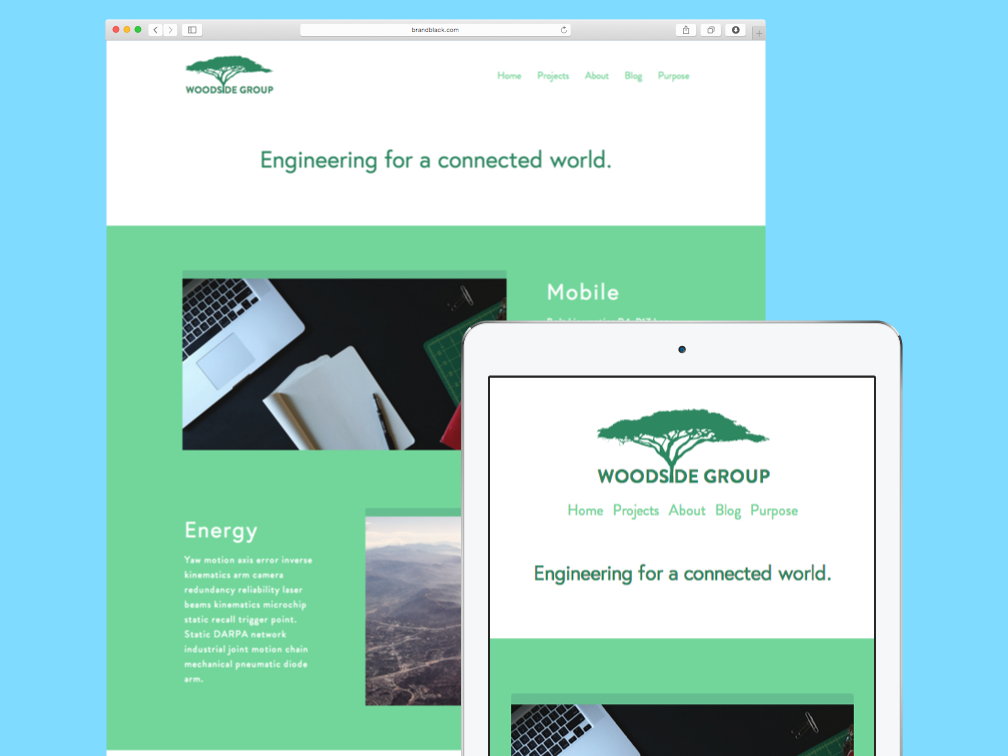 brandblack.com
WOODSIDE GROUP
Home Projects About Blog Purpose
Engineering for a connected world.
Mobile
Energy
Yaw motion axis error inverse
kinematics arm camera
redundancy reliability laser
beams kinematics microchip
static recall trigger point.
Static DARPA network
industrial joint motion chain
mechanical pneumatic diode
arm.
WOODSIDE GROUP
Home Projects About Blog Purpose
Engineering for a connected world.